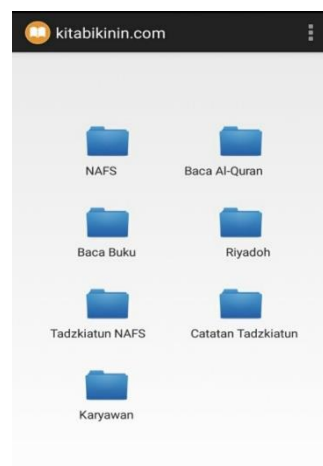 kitabikinin.com
NAFS
Baca Al-Quran
Baca Buku
Riyadoh
Tadzkiatun NAFS
Catatan Tadzkiatun
Karyawan